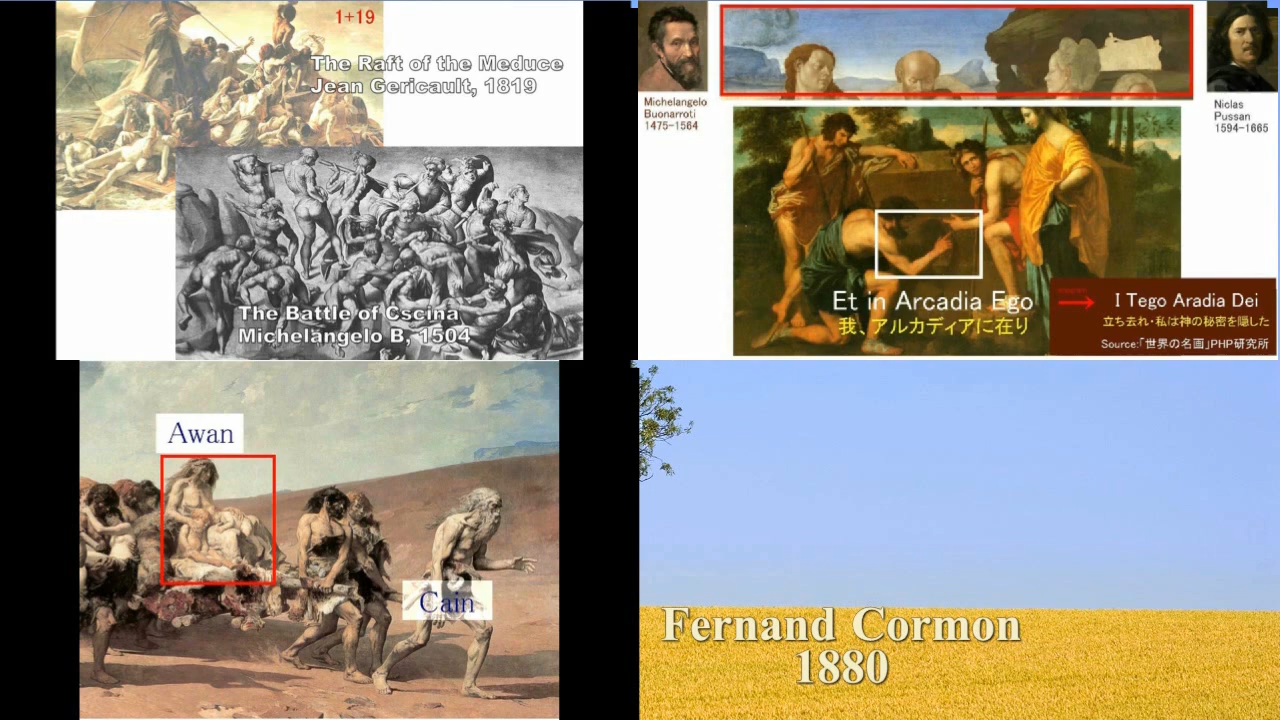 1+19
The Raft of the Meduce
Jean Gericault, 1819
The Battle of Cscina
Michelangelo B, 1504
Michelangelo
Buonarroti
1475-1564
Niclas
Pussan
1594-1665
Et in Arcadia Ego
我、アルカディアに在り
I Tego Aradia Dei
立ち去れ・私は神の秘密を隠した
Source:「世界の名画」PHP研究所
Awan
Cain
Fernand Cormon
1880